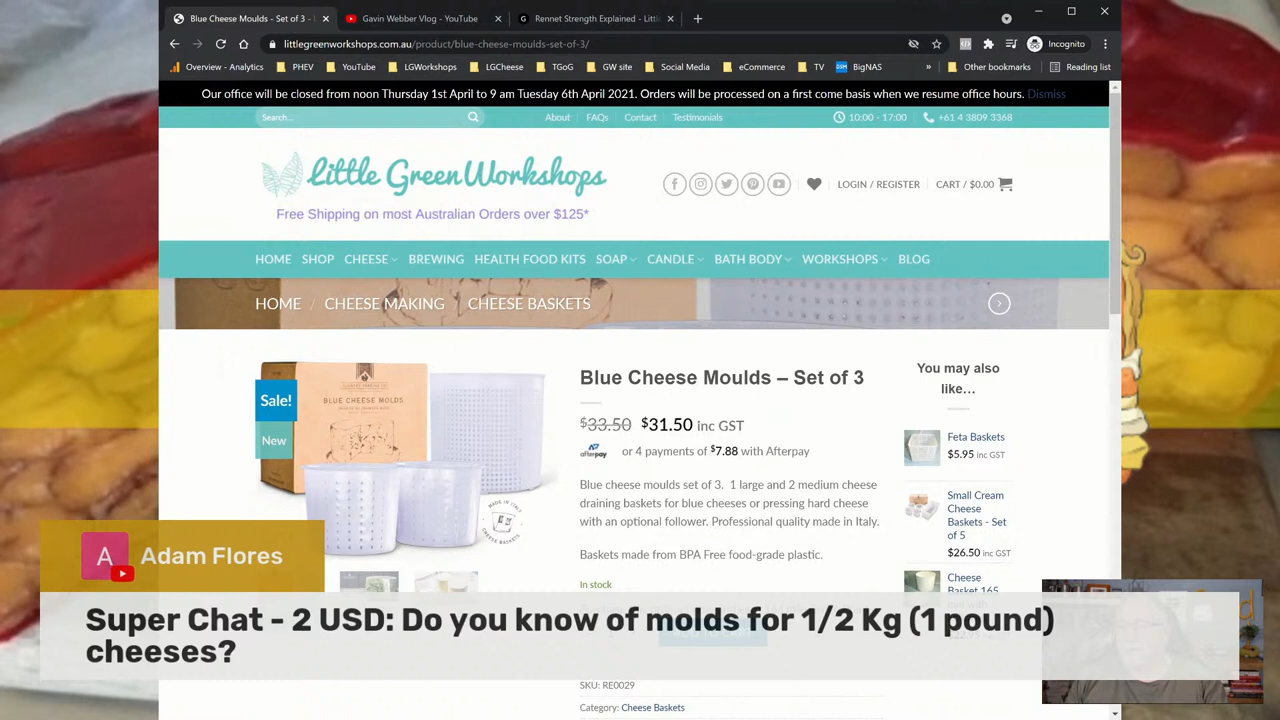 Blue Cheese Moulds - Set of 3 -
Gavin Webber Vlog - YouTube
Rennet Strength Explained - Littl
littlegreenworkshops.com.au/product/blue-cheese-moulds-set-of-3/
Incognito
Overview - Analytics
PHEV
YouTube
LGWorkshops
LGCheese
TGoG
GW site
Social Media
eCommerce
TV
BigNAS
»
Other bookmarks
Reading list
Our office will be closed from noon Thursday 1st April to 9 am Tuesday 6th April 2021. Orders will be processed on a first come basis when we resume office hours. Dismiss
Search...
About
FAQs
Contact
Testimonials
10:00 - 17:00
+61 4 3809 3368
Little Green Workshops
Free Shipping on most Australian Orders over $125*
LOGIN / REGISTER
CART / $0.00
HOME
SHOP
CHEESE
BREWING
HEALTH FOOD KITS
SOAP
CANDLE
BATH BODY
WORKSHOPS
BLOG
HOME / CHEESE MAKING / CHEESE BASKETS
Sale!
New
BLUE CHEESE MOULDS
MADE IN ITALY
CHEESE BASKETS
Blue Cheese Moulds – Set of 3
$33.50 $31.50 inc GST
afterpay or 4 payments of $7.88 with Afterpay
Blue cheese moulds set of 3. 1 large and 2 medium cheese
draining baskets for blue cheeses or pressing hard cheese
with an optional follower. Professional quality made in Italy.
Baskets made from BPA Free food-grade plastic.
In stock
SKU: RE0029
Category: Cheese Baskets
You may also
like…
Feta Baskets
$5.95 inc GST
Small Cream
Cheese
Baskets - Set
of 5
$26.50 inc GST
Cheese
Basket 165
A
Adam Flores
Super Chat - 2 USD: Do you know of molds for 1/2 Kg (1 pound)
cheeses?